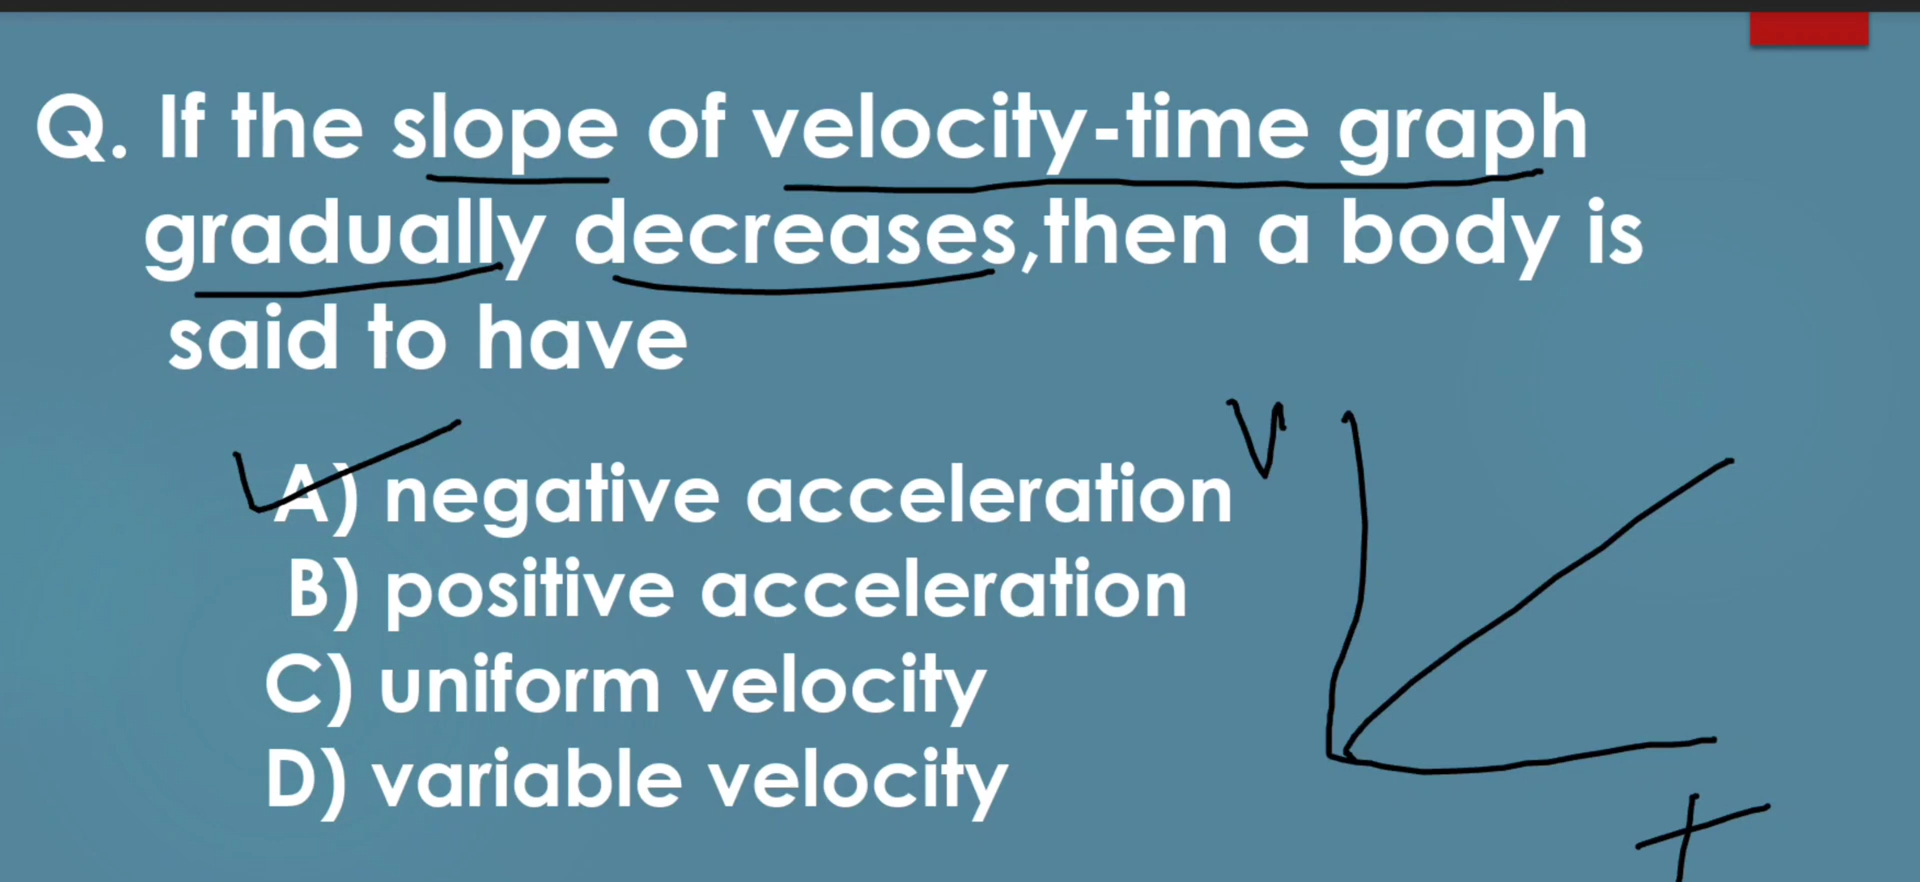 Q. If the slope of velocity-time graph
gradually decreases,then a body is
said to have
A) negative acceleration
B) positive acceleration
C) uniform velocity
D) variable velocity
V
t